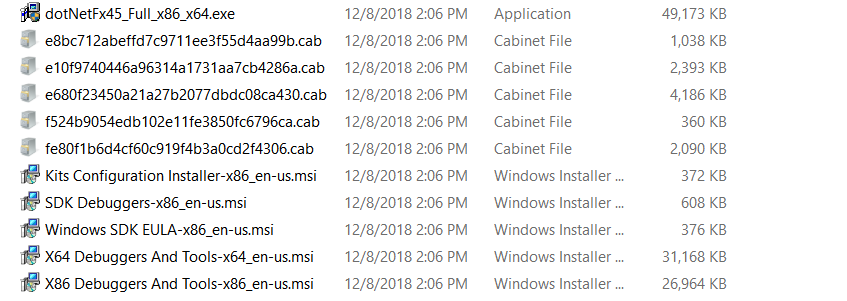 dotNetFx45_Full_x86_x64.exe 12/8/2018 2:06 PM Application 49,173 KB
e8bc712abeffd7c9711ee3f55d4aa99b.cab 12/8/2018 2:06 PM Cabinet File 1,038 KB
e10f9740446a96314a1731aa7cb4286a.cab 12/8/2018 2:06 PM Cabinet File 2,393 KB
e680f23450a21a27b2077dbdc08ca430.cab 12/8/2018 2:06 PM Cabinet File 4,186 KB
f524b9054edb102e11fe3850fc6796ca.cab 12/8/2018 2:06 PM Cabinet File 360 KB
fe80f1b6d4cf60c919f4b3a0cd2f4306.cab 12/8/2018 2:06 PM Cabinet File 2,090 KB
Kits Configuration Installer-x86_en-us.msi 12/8/2018 2:06 PM Windows Installer ... 372 KB
SDK Debuggers-x86_en-us.msi 12/8/2018 2:06 PM Windows Installer ... 608 KB
Windows SDK EULA-x86_en-us.msi 12/8/2018 2:06 PM Windows Installer ... 376 KB
X64 Debuggers And Tools-x64_en-us.msi 12/8/2018 2:06 PM Windows Installer ... 31,168 KB
X86 Debuggers And Tools-x86_en-us.msi 12/8/2018 2:06 PM Windows Installer ... 26,964 KB